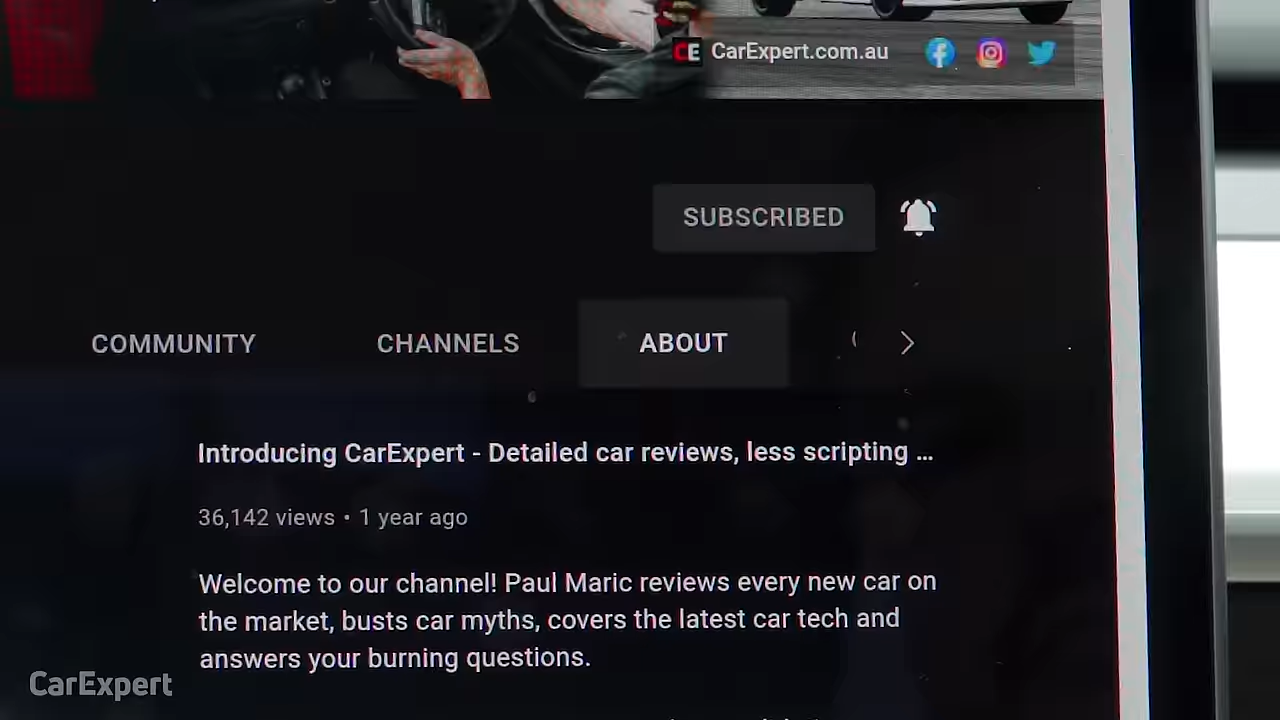 CE CarExpert.com.au
SUBSCRIBED
COMMUNITY CHANNELS ABOUT
Introducing CarExpert - Detailed car reviews, less scripting ...
36,142 views • 1 year ago
Welcome to our channel! Paul Maric reviews every new car on
the market, busts car myths, covers the latest car tech and
answers your burning questions.
CarExpert